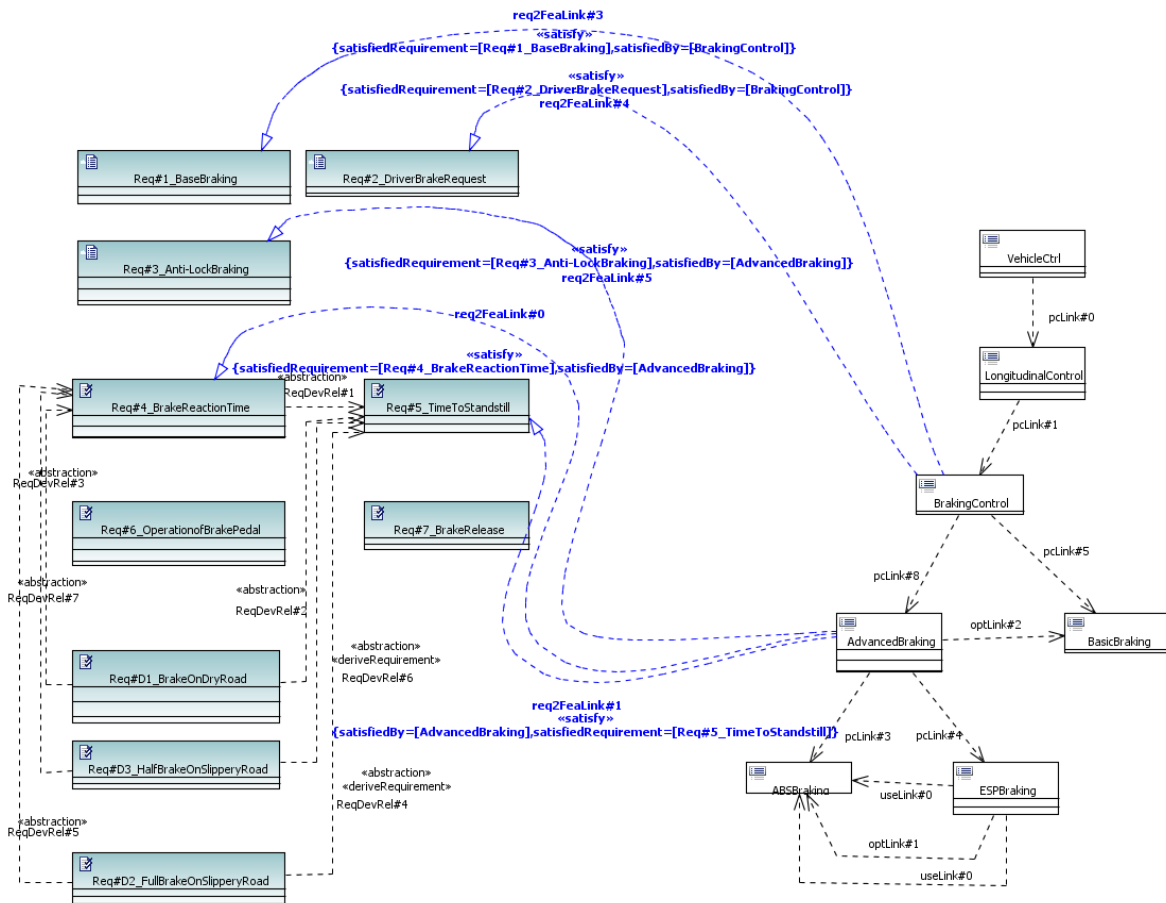 req2FeaLink#3
«satisfy»
{satisfiedRequirement=[Req#1_BaseBraking],satisfiedBy=[BrakingControl]}
«satisfy»
{satisfiedRequirement=[Req#2_DriverBrakeRequest],satisfiedBy=[BrakingControl]}
req2FeaLink#4
Req#1_BaseBraking
Req#2_DriverBrakeRequest
«satisfy»
{satisfiedRequirement=[Req#3_Anti-LockBraking],satisfiedBy=[AdvancedBraking]}
req2FeaLink#5
Req#3_Anti-LockBraking
VehicleCtrl
pcLink#0
req2FeaLink#0
«satisfy»
{satisfiedRequirement=[Req#4_BrakeReactionTime],satisfiedBy=[AdvancedBraking]}
LongitudinalControl
«abstraction»
ReqDevRel#1
Req#4_BrakeReactionTime
Req#5_TimeToStandstill
pcLink#1
«abstraction»
ReqDevRel#3
BrakingControl
Req#6_OperationofBrakePedal
Req#7_BrakeRelease
pcLink#5
pcLink#8
«abstraction»
ReqDevRel#7
«abstraction»
ReqDevRel#2
optLink#2
AdvancedBraking
BasicBraking
«abstraction»
«deriveRequirement»
ReqDevRel#6
Req#D1_BrakeOnDryRoad
req2FeaLink#1
«satisfy»
{satisfiedBy=[AdvancedBraking],satisfiedRequirement=[Req#5_TimeToStandstill]}
pcLink#3
pcLink#4
Req#D3_HalfBrakeOnSlipperyRoad
«abstraction»
«deriveRequirement»
ReqDevRel#4
ABSBraking
useLink#0
ESPBraking
«abstraction»
ReqDevRel#5
optLink#1
Req#D2_FullBrakeOnSlipperyRoad
useLink#0